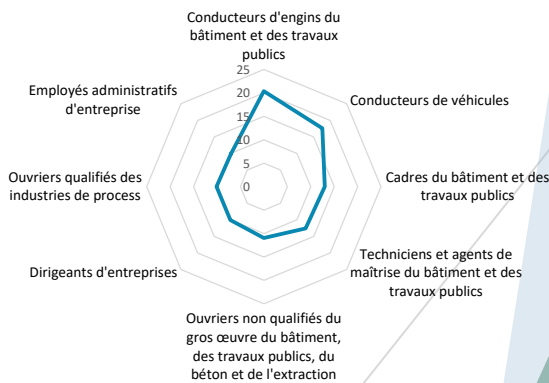 Conducteurs d'engins du
bâtiment et des travaux
publics
25
20
15
10
5
0
Conducteurs de véhicules
Cadres du bâtiment et des
travaux publics
Techniciens et agents de
maîtrise du bâtiment et des
travaux publics
Ouvriers non qualifiés du
gros œuvre du bâtiment,
des travaux publics, du
béton et de l'extraction
Dirigeants d'entreprises
Ouvriers qualifiés des
industries de process
Employés administratifs
d'entreprise